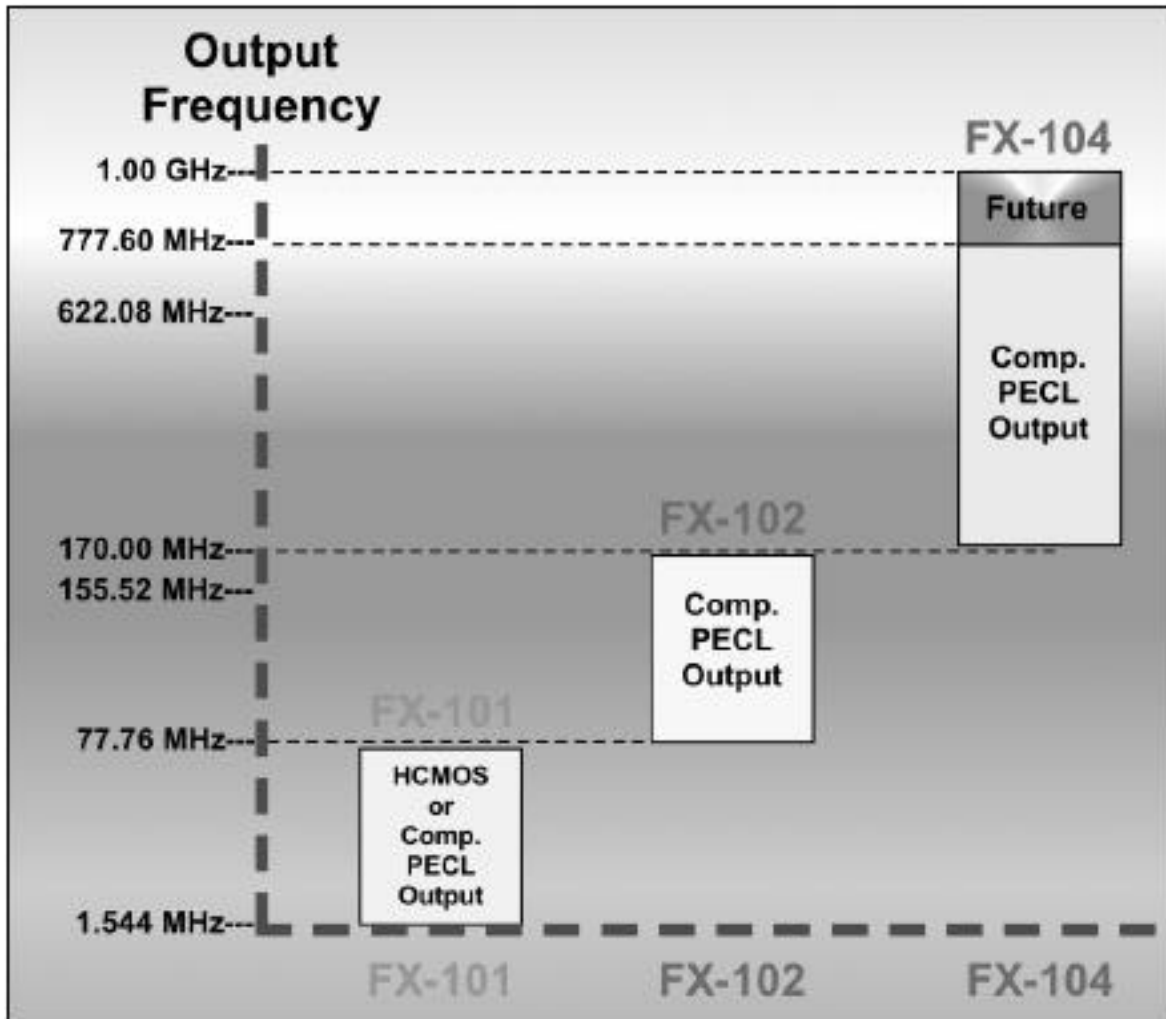 Output
Frequency
FX-104
1.00 GHz---
Future
777.60 MHz---
622.08 MHz---
Comp.
PECL
Output
FX-102
170.00 MHz---
155.52 MHz---
Comp.
PECL
Output
FX-101
77.76 MHz---
HCMOS
or
Comp.
PECL
Output
1.544 MHz---
FX-101
FX-102
FX-104